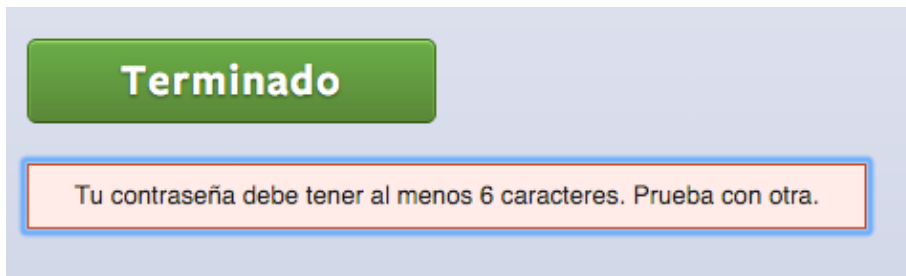 Terminado
Tu contraseña debe tener al menos 6 caracteres. Prueba con otra.